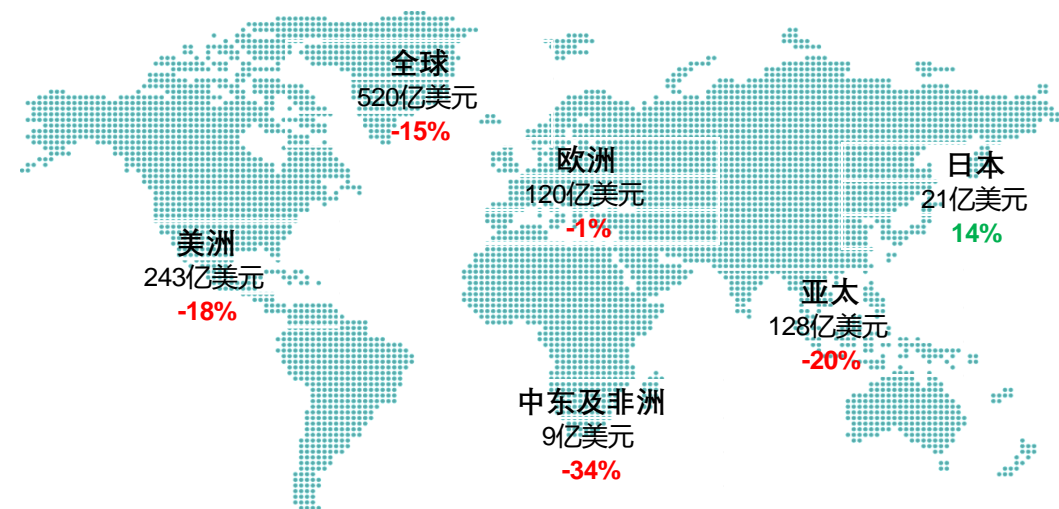 全球
520亿美元
-15%
欧洲
120亿美元
-1%
日本
21亿美元
14%
美洲
243亿美元
-18%
亚太
128亿美元
-20%
中东及非洲
9亿美元
-34%